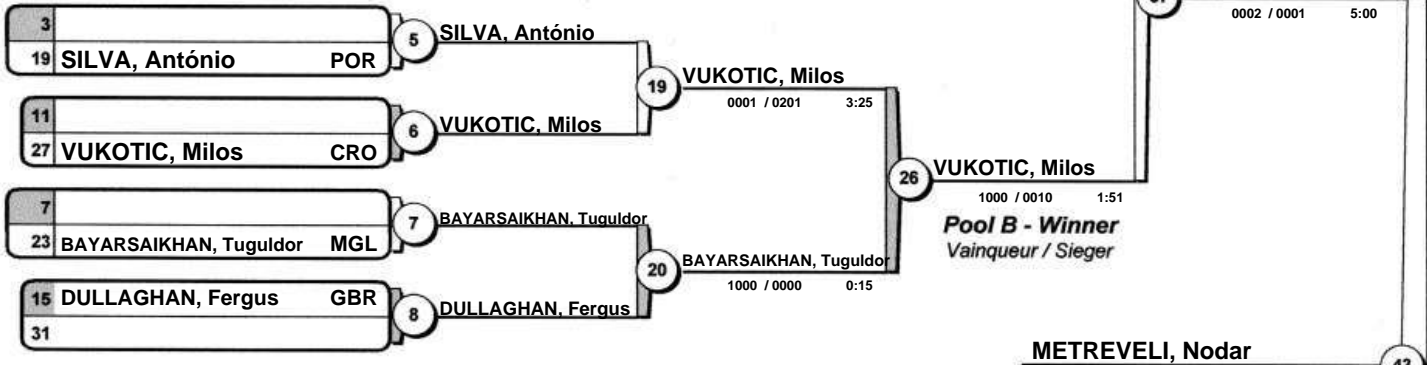 3
19 SILVA, António POR
5 SILVA, António
11
27 VUKOTIC, Milos CRO
6 VUKOTIC, Milos
19 VUKOTIC, Milos
0001 / 0201 3:25
7
23 BAYARSAIKHAN, Tuguldor MGL
7 BAYARSAIKHAN, Tuguldor
15 DULLAGHAN, Fergus GBR
31
8 DULLAGHAN, Fergus
20 BAYARSAIKHAN, Tuguldor
1000 / 0000 0:15
26 VUKOTIC, Milos
1000 / 0010 1:51
Pool B - Winner
Vainqueur / Sieger
0002 / 0001 5:00
METREVELI, Nodar